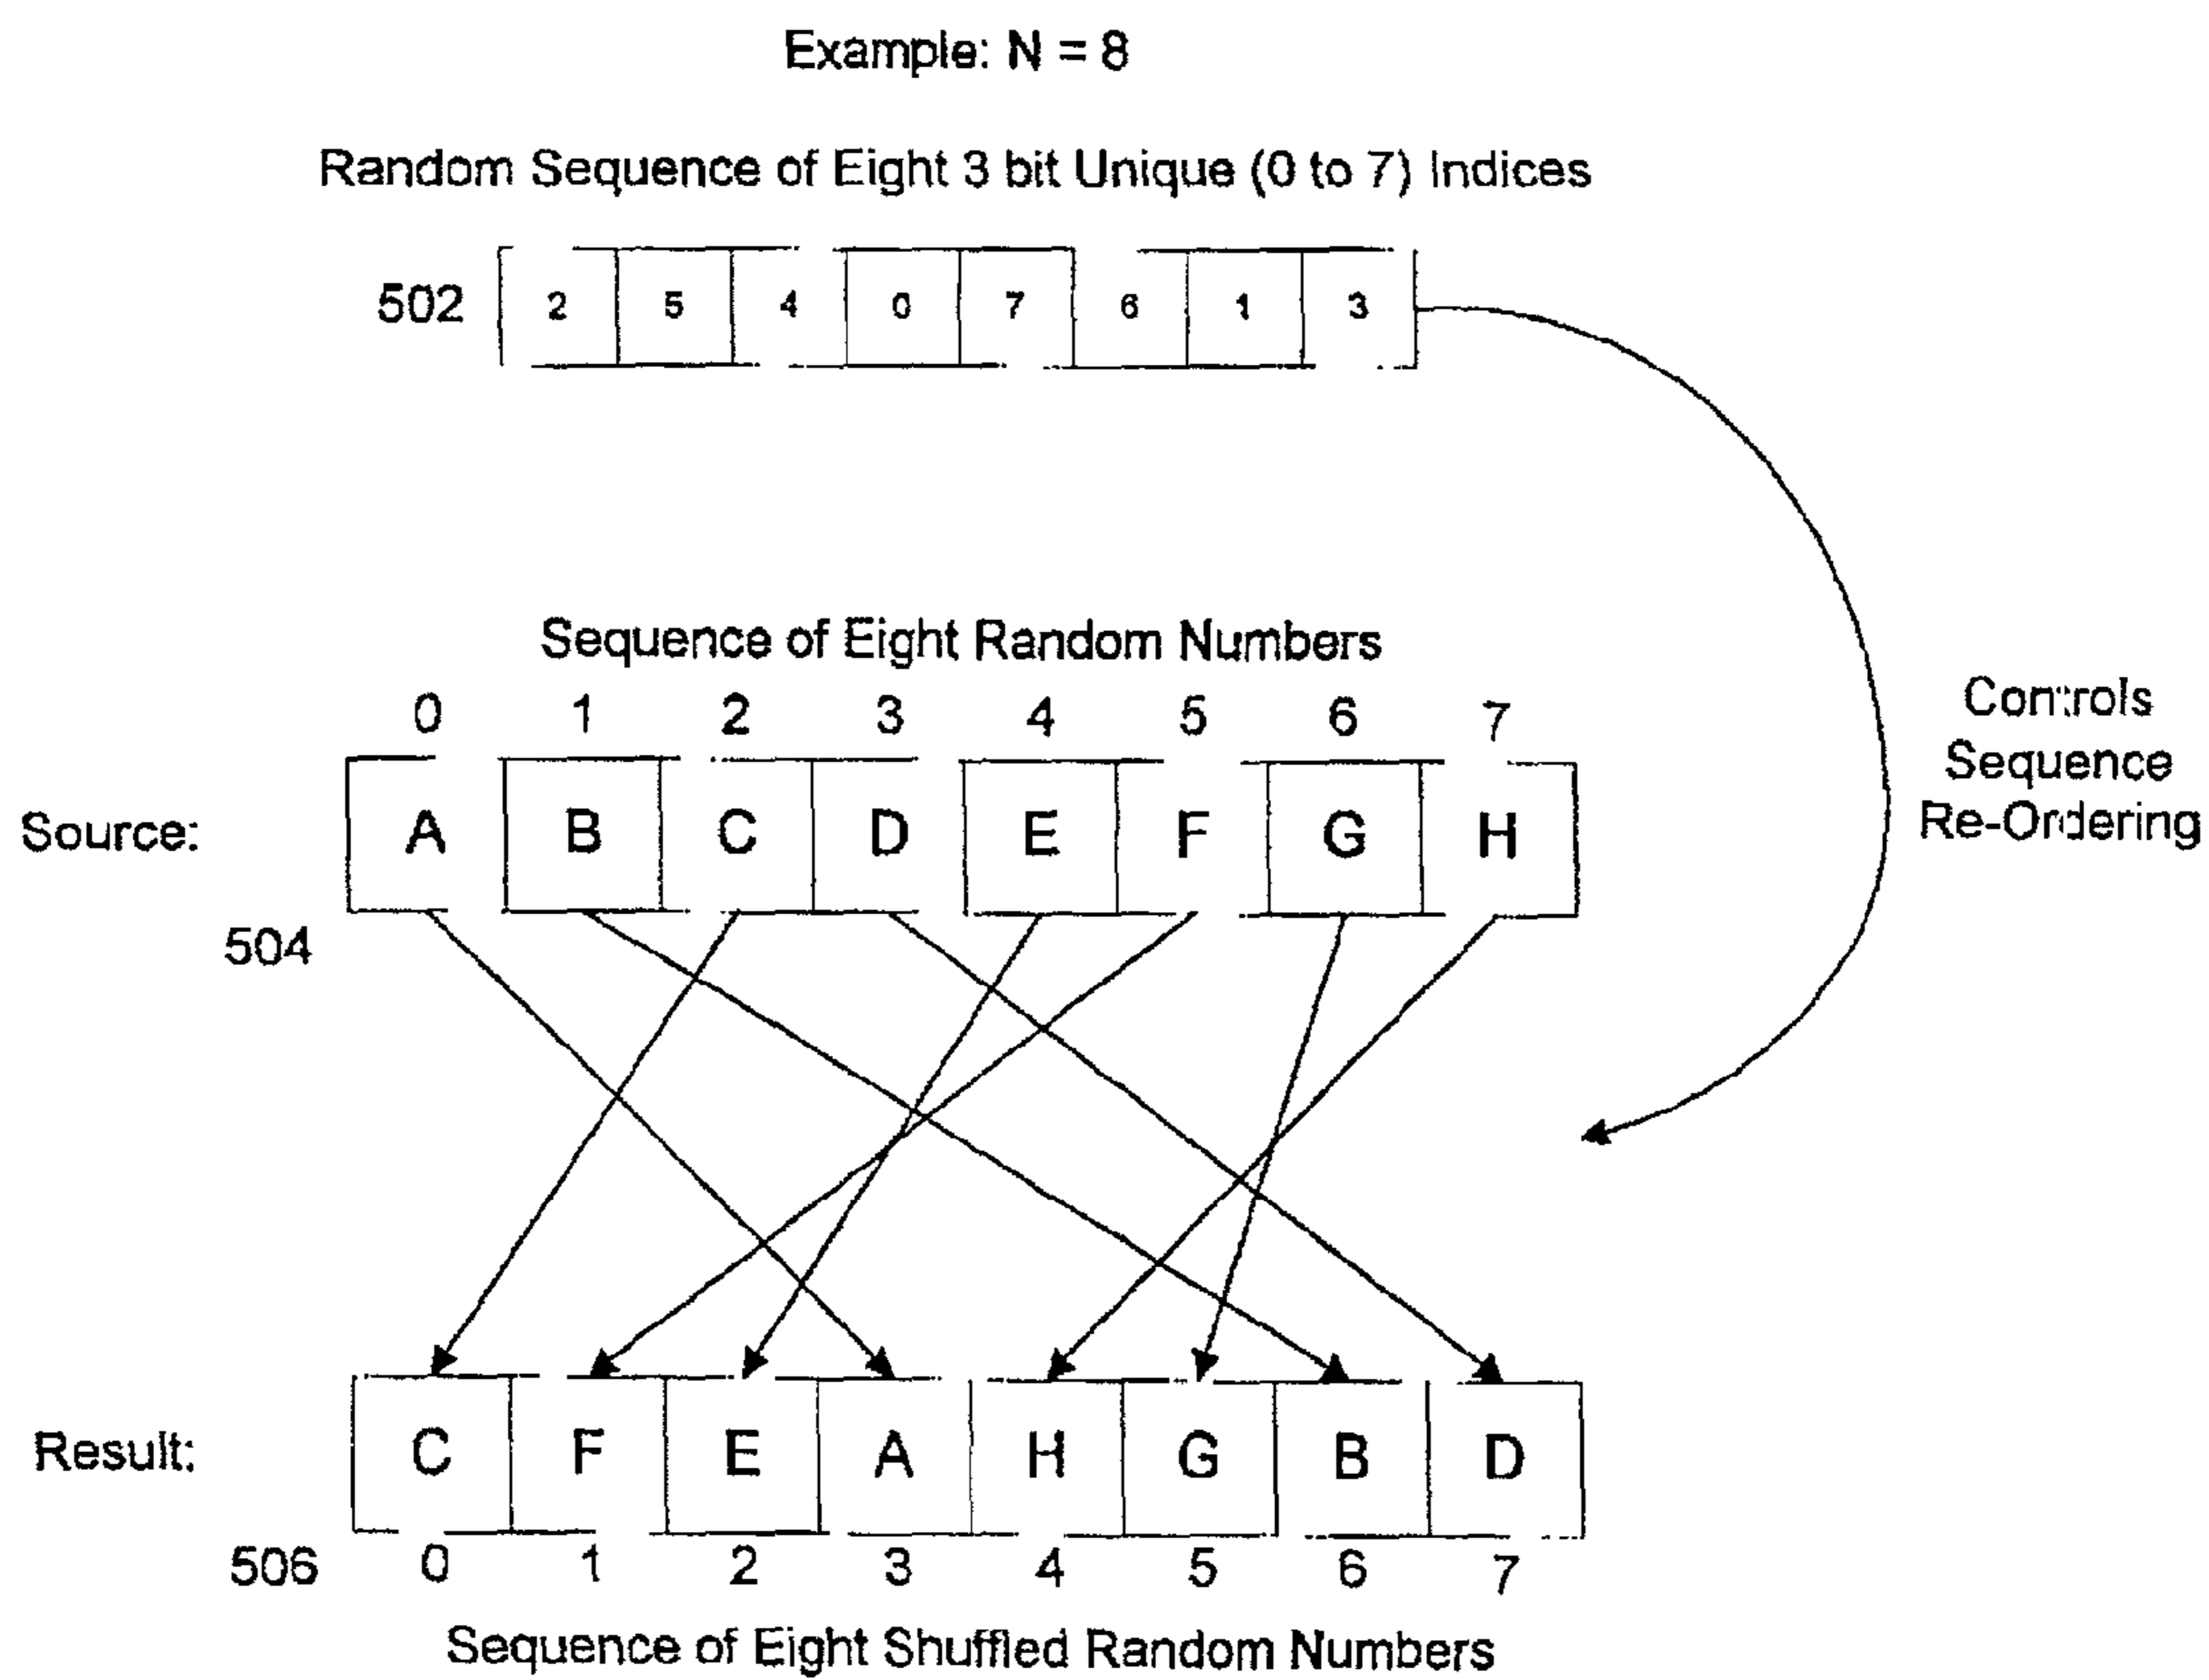 Example: N = 8
Random Sequence of Eight 3 bit Unique (0 to 7) Indices
502 2 5 4 0 7 6 1 3
Sequence of Eight Random Numbers
0 1 2 3 4 5 6 7
Controls
Sequence
Re-Ordering
Source: A B C D E F G H
504
Result: C F E A H G B D
506 0 1 2 3 4 5 6 7
Sequence of Eight Shuffled Random Numbers